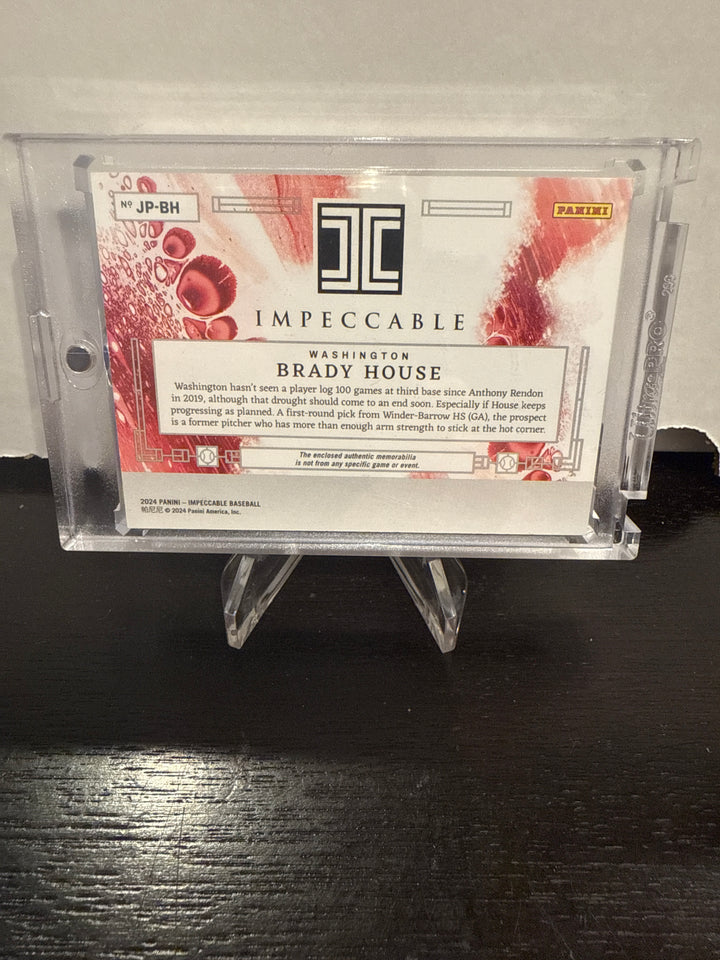 Nº JP-BH
PANINI
IMPECCABLE
WASHINGTON
BRADY HOUSE
Washington hasn't seen a player log 100 games at third base since Anthony Rendon
in 2019, although that drought should come to an end soon. Especially if House keeps
progressing as planned. A first-round pick from Winder-Barrow HS (GA), the prospect
is a former pitcher who has more than enough arm strength to stick at the hot corner.
The enclosed authentic memorabilia
is not from any specific game or event.
2024 PANINI – IMPECCABLE BASEBALL
帕尼尼 © 2024 Panini America, Inc.